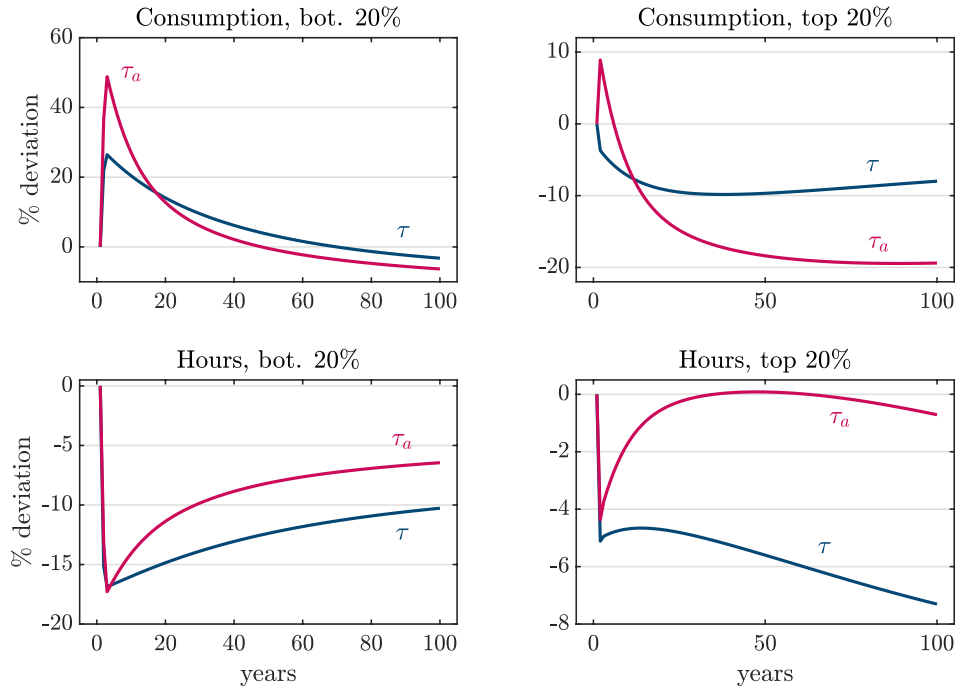 Consumption, bot. 20%
% deviation
60
40
20
0
τa
τ
0 20 40 60 80 100
Consumption, top 20%
10
0
-10
-20
τ
τa
0 50 100
Hours, bot. 20%
% deviation
0
-5
-10
-15
-20
τa
τ
0 20 40 60 80 100
years
Hours, top 20%
0
-2
-4
-6
-8
τa
τ
0 50 100
years